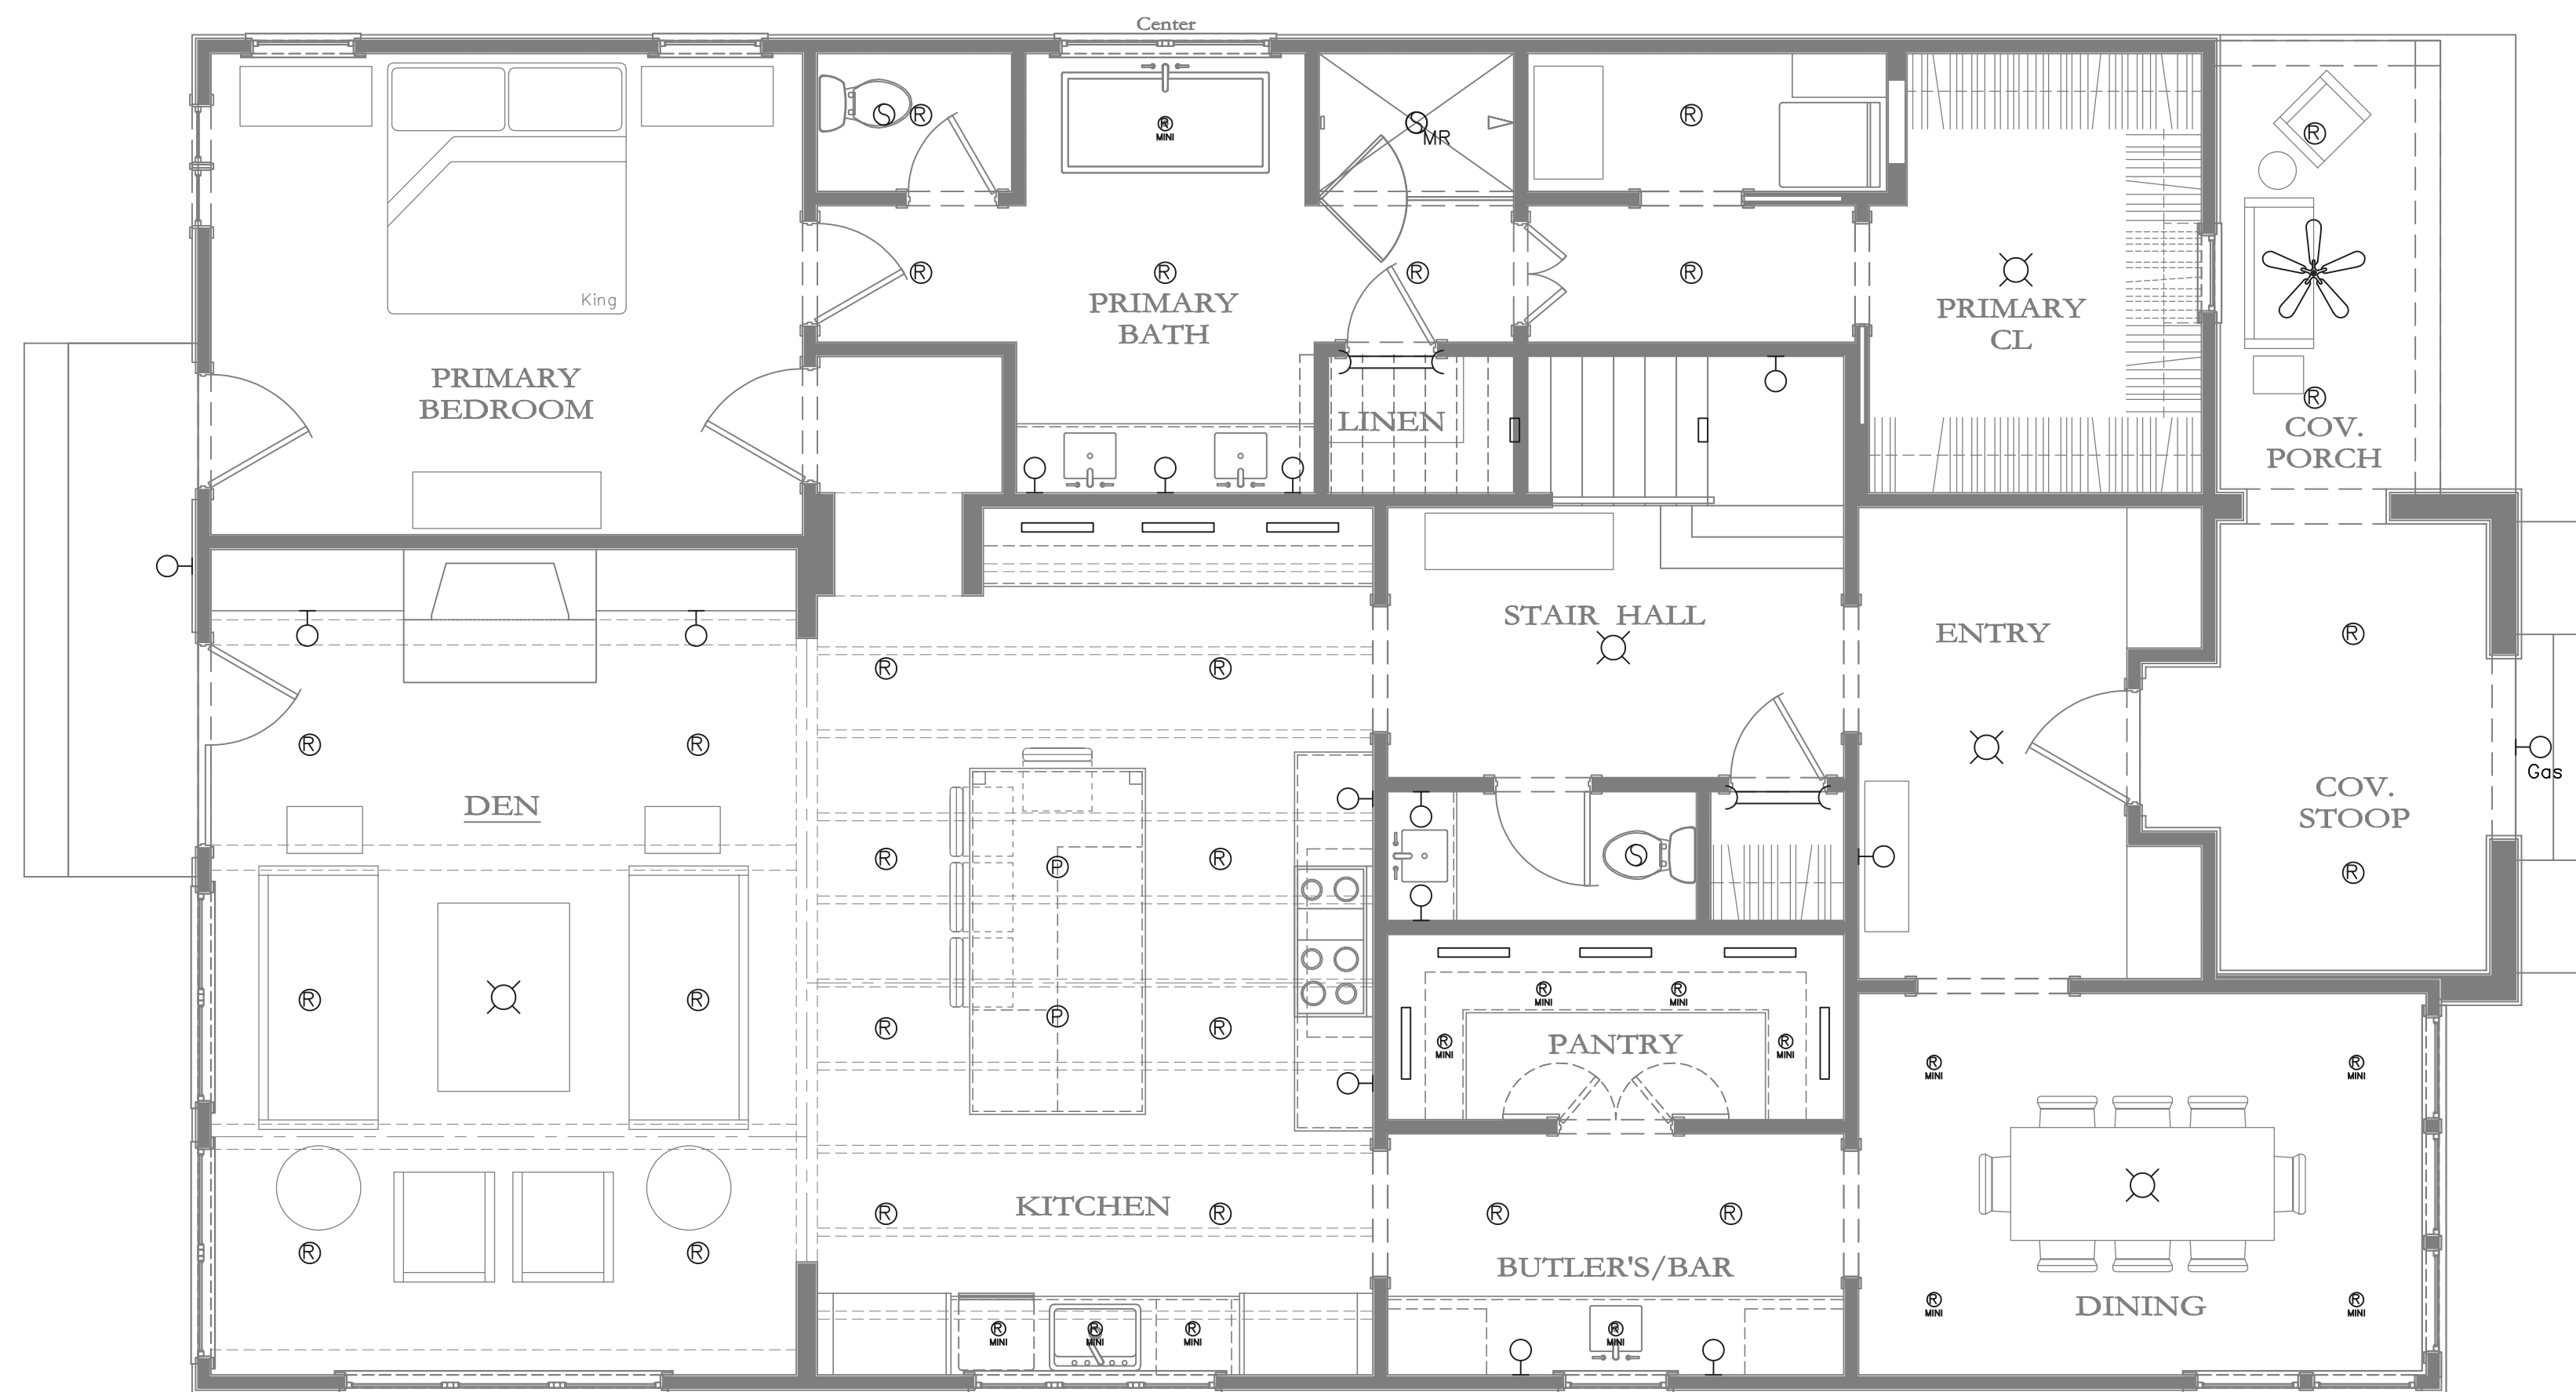 Center
R
R
MINI
MR
R
R
R
R
R
R
King
PRIMARY
BATH
PRIMARY
CL
PRIMARY
BEDROOM
LINEN
R
COV.
PORCH
STAIR HALL
ENTRY
R
R
R
R
R
Gas
DEN
COV.
STOOP
R
P
R
R
R
R
R
MINI
R
MINI
P
R
R
R
MINI
PANTRY
R
MINI
R
MINI
R
MINI
KITCHEN
R
R
R
R
R
R
BUTLER'S/BAR
DINING
R
MINI
R
MINI
R
MINI
R
MINI
R
MINI
R
MINI